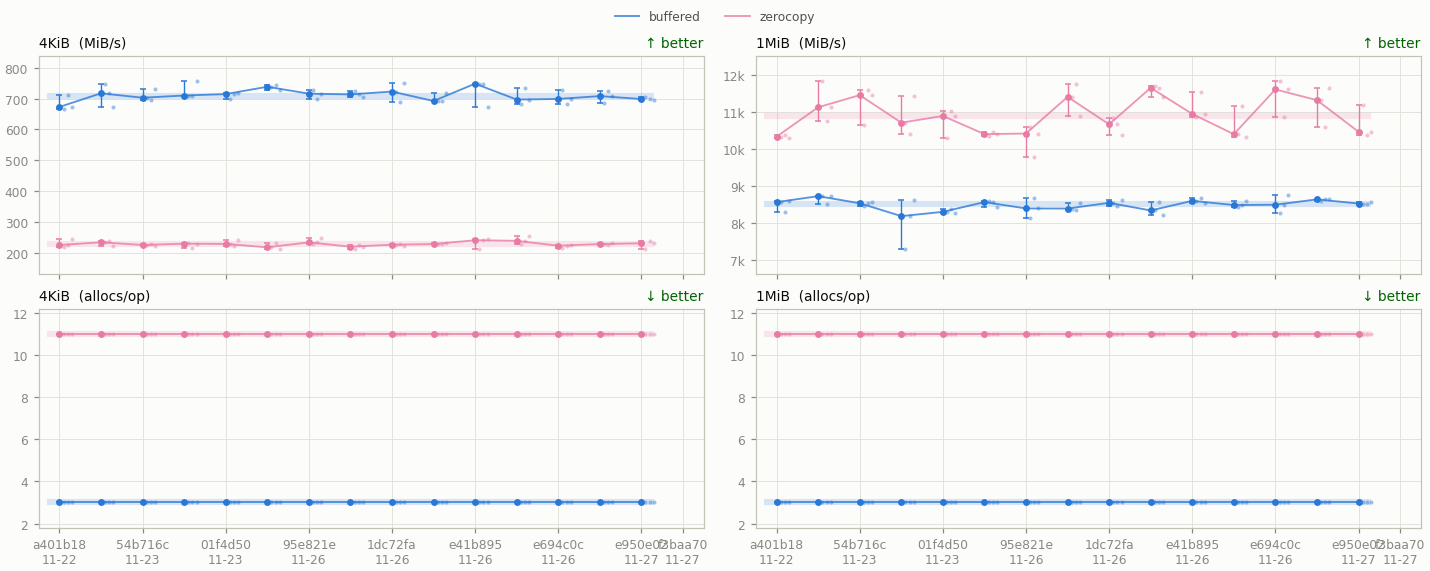 buffered zerocopy
4KiB (MiB/s) ↑ better
800
700
600
500
400
300
200
1MiB (MiB/s) ↑ better
12k
11k
10k
9k
8k
7k
4KiB (allocs/op) ↓ better
12
10
8
6
4
2
a401b18 54b716c 01f4d50 95e821e 1dc72fa e41b895 e694c0c
11-22 11-23 11-23 11-26 11-26 11-26 11-26 11-27 11-27
1MiB (allocs/op) ↓ better
12
10
8
6
4
2
a401b18 54b716c 01f4d50 95e821e 1dc72fa e41b895 e694c0c
11-22 11-23 11-23 11-26 11-26 11-26 11-26 11-27 11-27